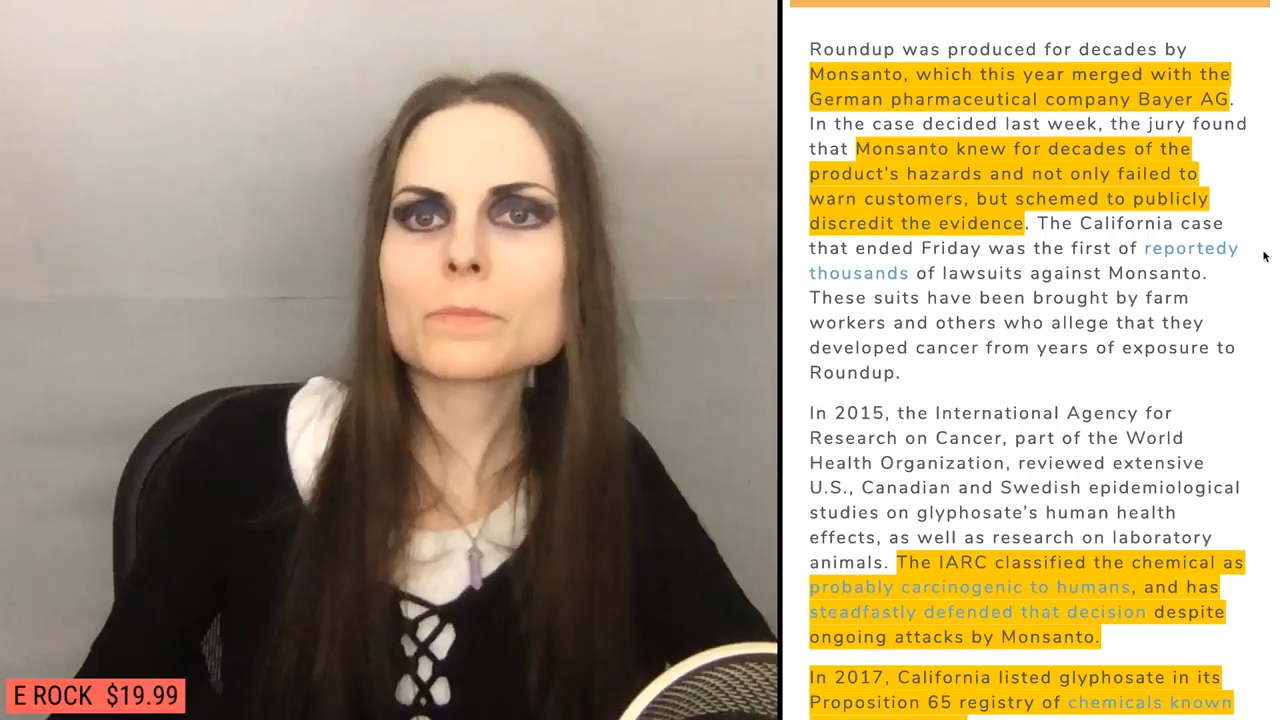 Roundup was produced for decades by
Monsanto, which this year merged with the
German pharmaceutical company Bayer AG.
In the case decided last week, the jury found
that Monsanto knew for decades of the
product's hazards and not only failed to
warn customers, but schemed to publicly
discredit the evidence. The California case
that ended Friday was the first of reportedy
thousands of lawsuits against Monsanto.
These suits have been brought by farm
workers and others who allege that they
developed cancer from years of exposure to
Roundup.
In 2015, the International Agency for
Research on Cancer, part of the World
Health Organization, reviewed extensive
U.S., Canadian and Swedish epidemiological
studies on glyphosate's human health
effects, as well as research on laboratory
animals. The IARC classified the chemical as
probably carcinogenic to humans, and has
steadfastly defended that decision despite
ongoing attacks by Monsanto.
In 2017, California listed glyphosate in its
Proposition 65 registry of chemicals known
E ROCK $19.99